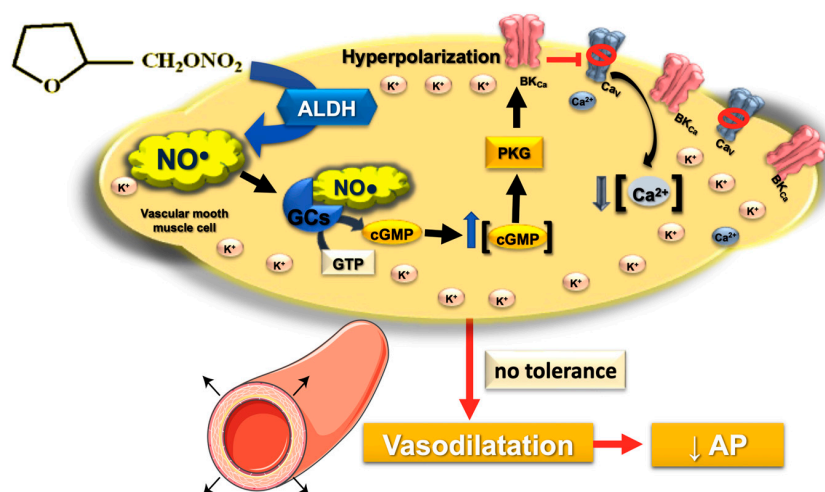 O
CH₂ONO₂
ALDH
Hyperpolarization
BKCa
CaV
BKCa
CaV
BKCa
K⁺
K⁺
K⁺
Ca²⁺
NO•
K⁺
Vascular mooth
muscle cell
NO●
GCs
GTP
cGMP
[cGMP]
PKG
[Ca²⁺]
K⁺
K⁺
K⁺
K⁺
K⁺
Ca²⁺
K⁺
K⁺
K⁺
K⁺
K⁺
K⁺
K⁺
K⁺
no tolerance
Vasodilatation
↓ AP